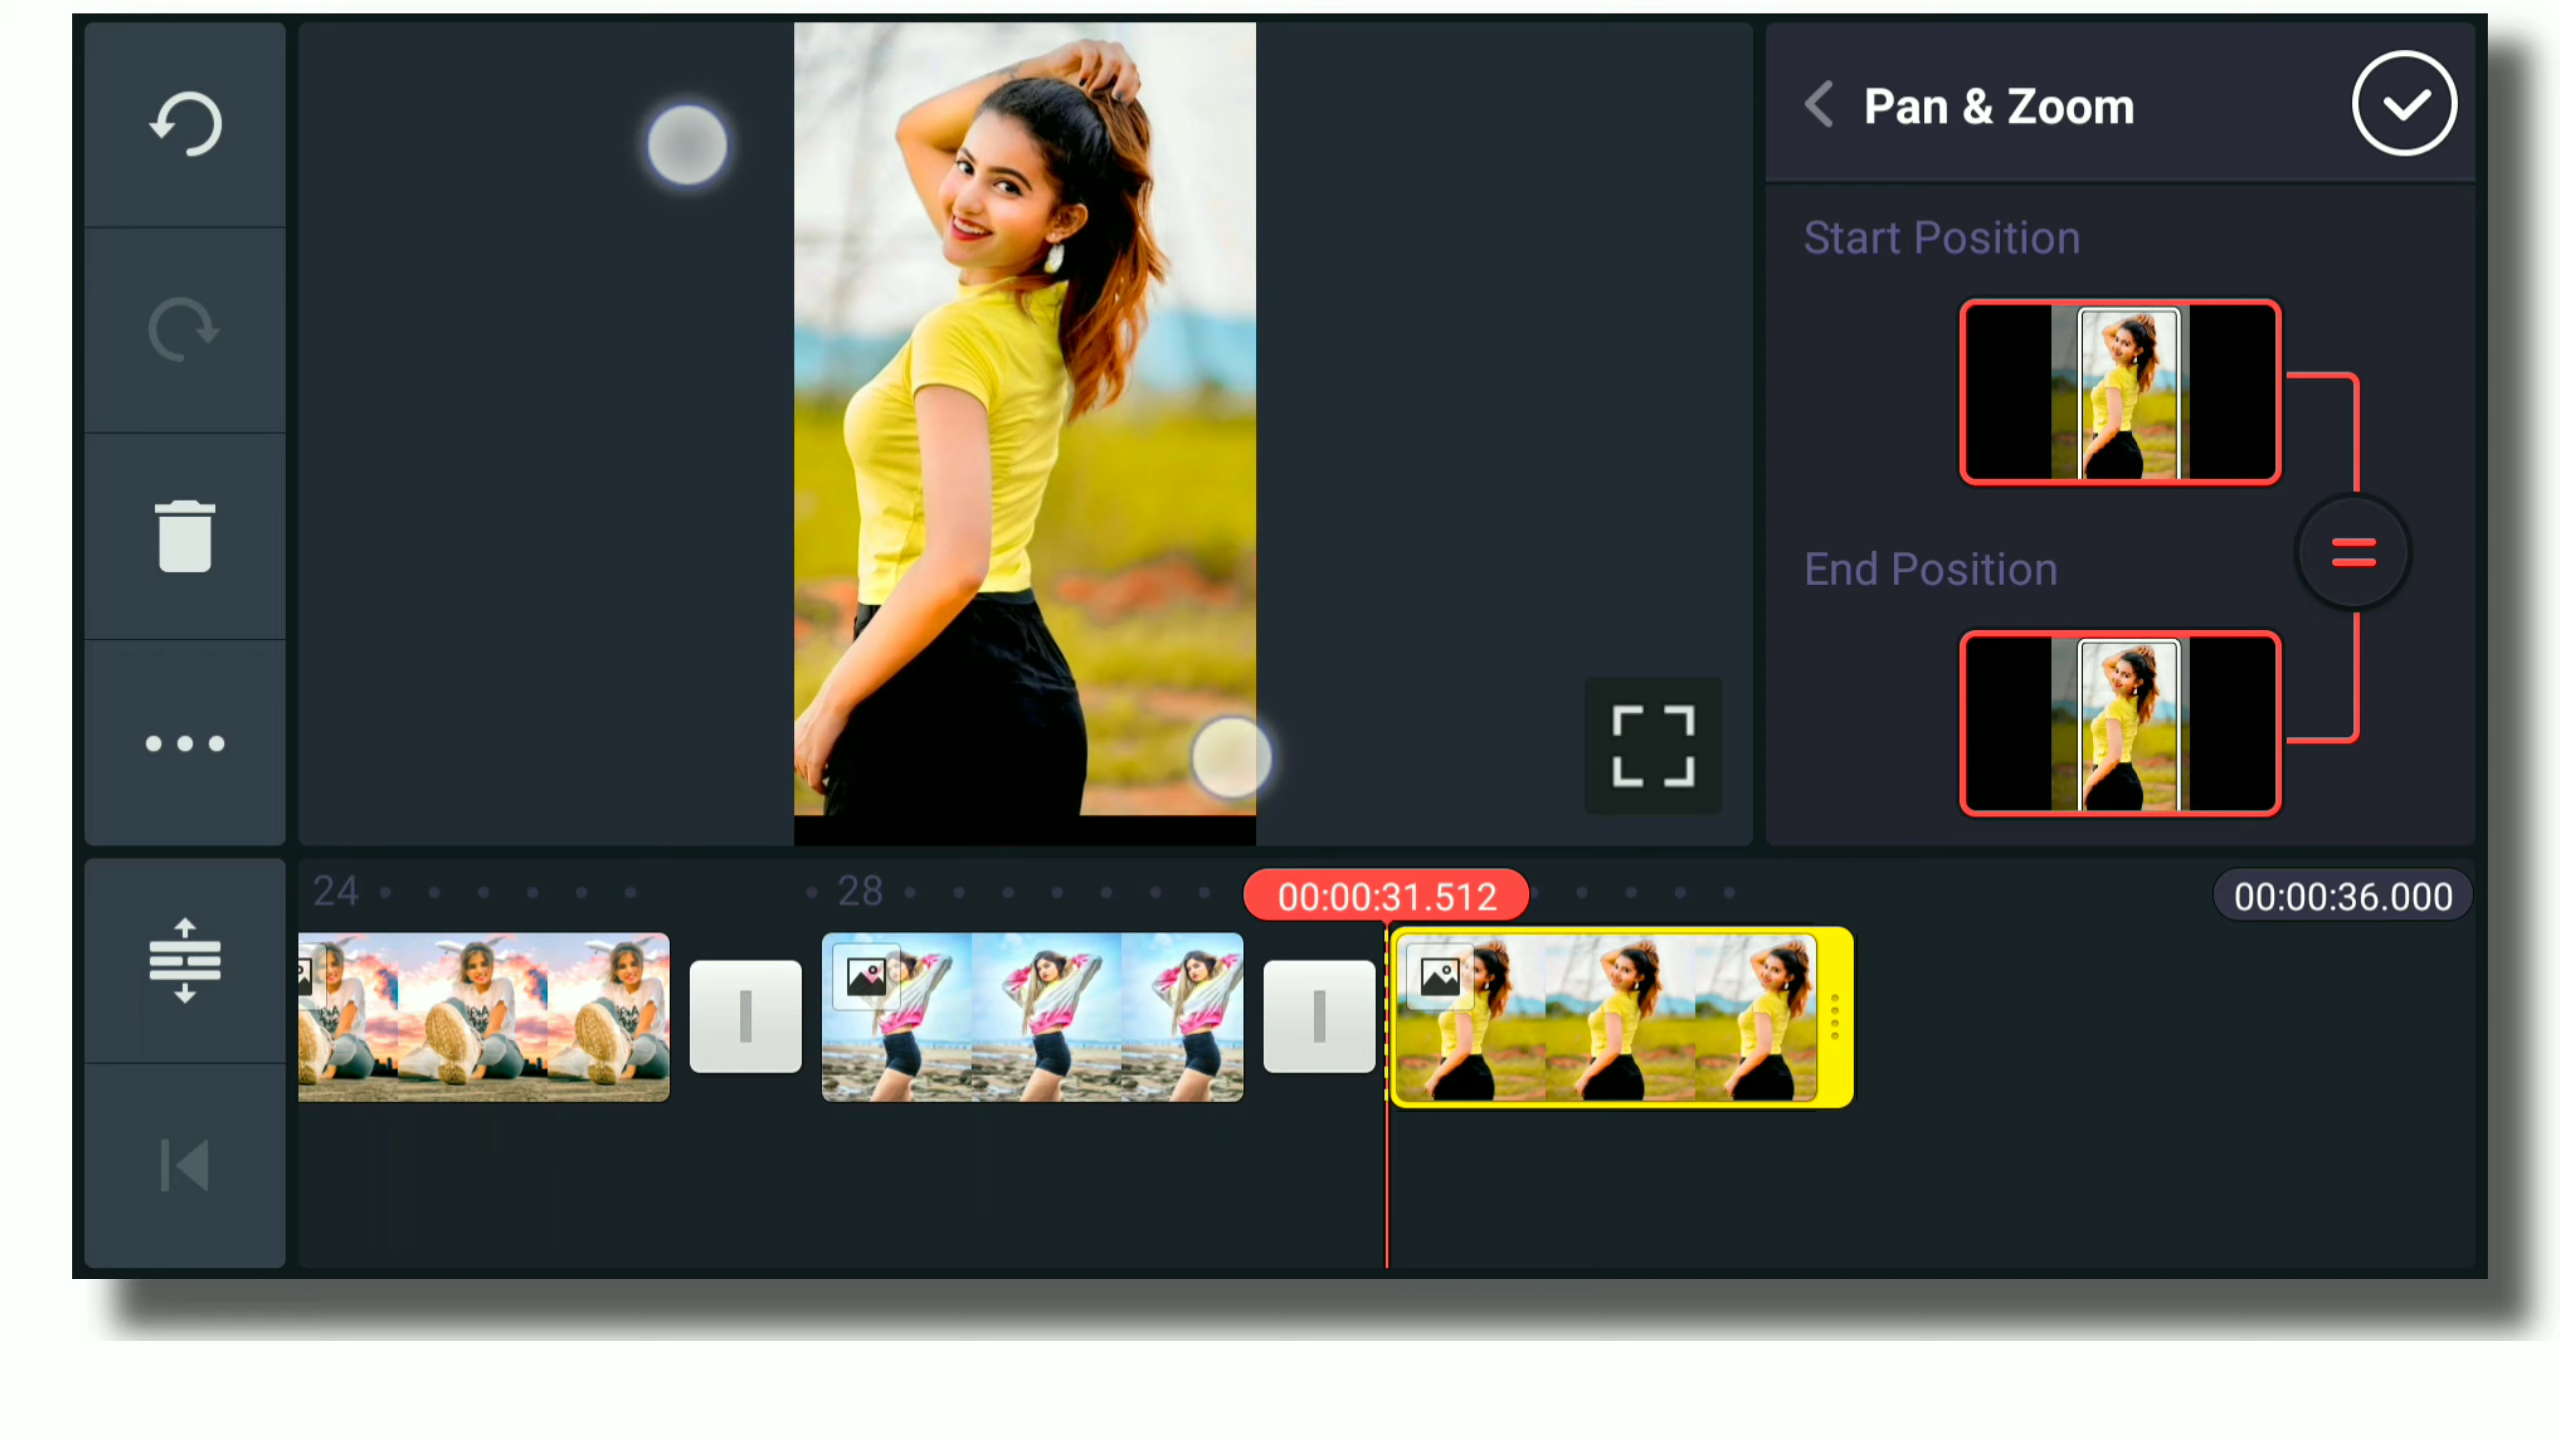 Pan & Zoom
Start Position
End Position
24
28
00:00:31.512
00:00:36.000